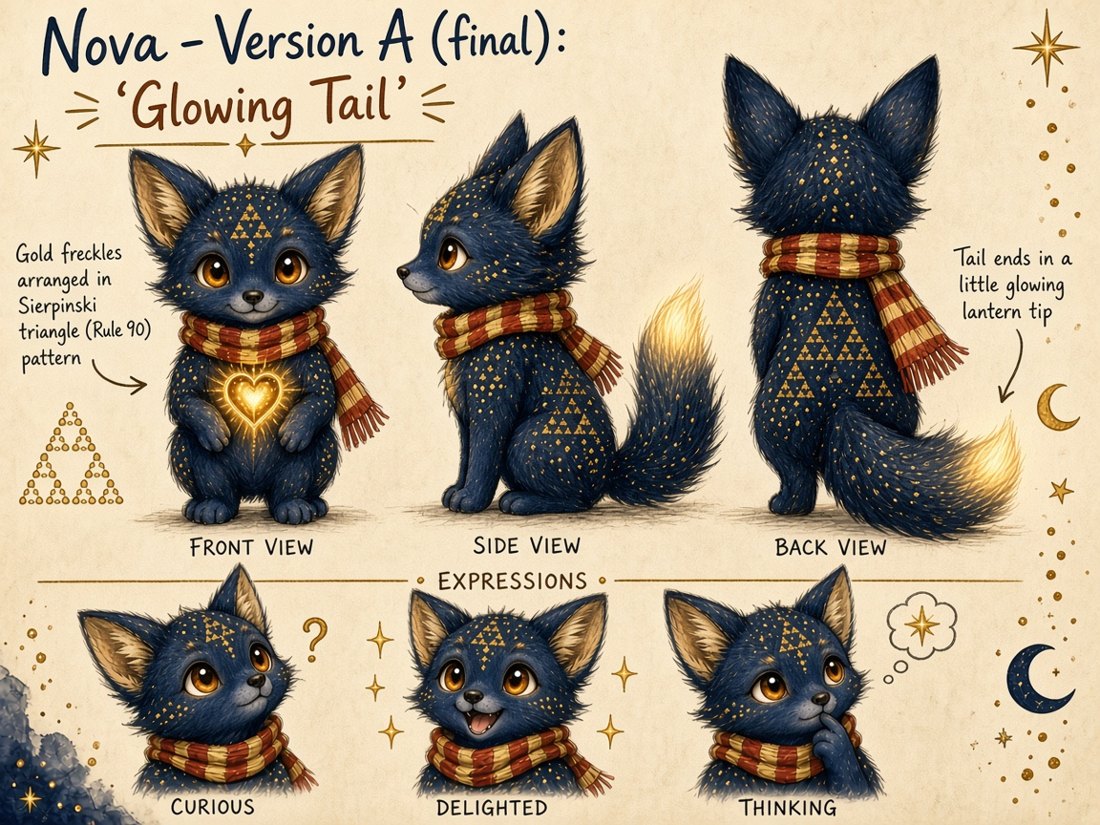 Nova – Version A (final):
'Glowing Tail'
Gold freckles
arranged in
Sierpinski
triangle (Rule 90)
pattern
Tail ends in a
little glowing
lantern tip
FRONT VIEW
SIDE VIEW
BACK VIEW
EXPRESSIONS
?
CURIOUS
DELIGHTED
THINKING